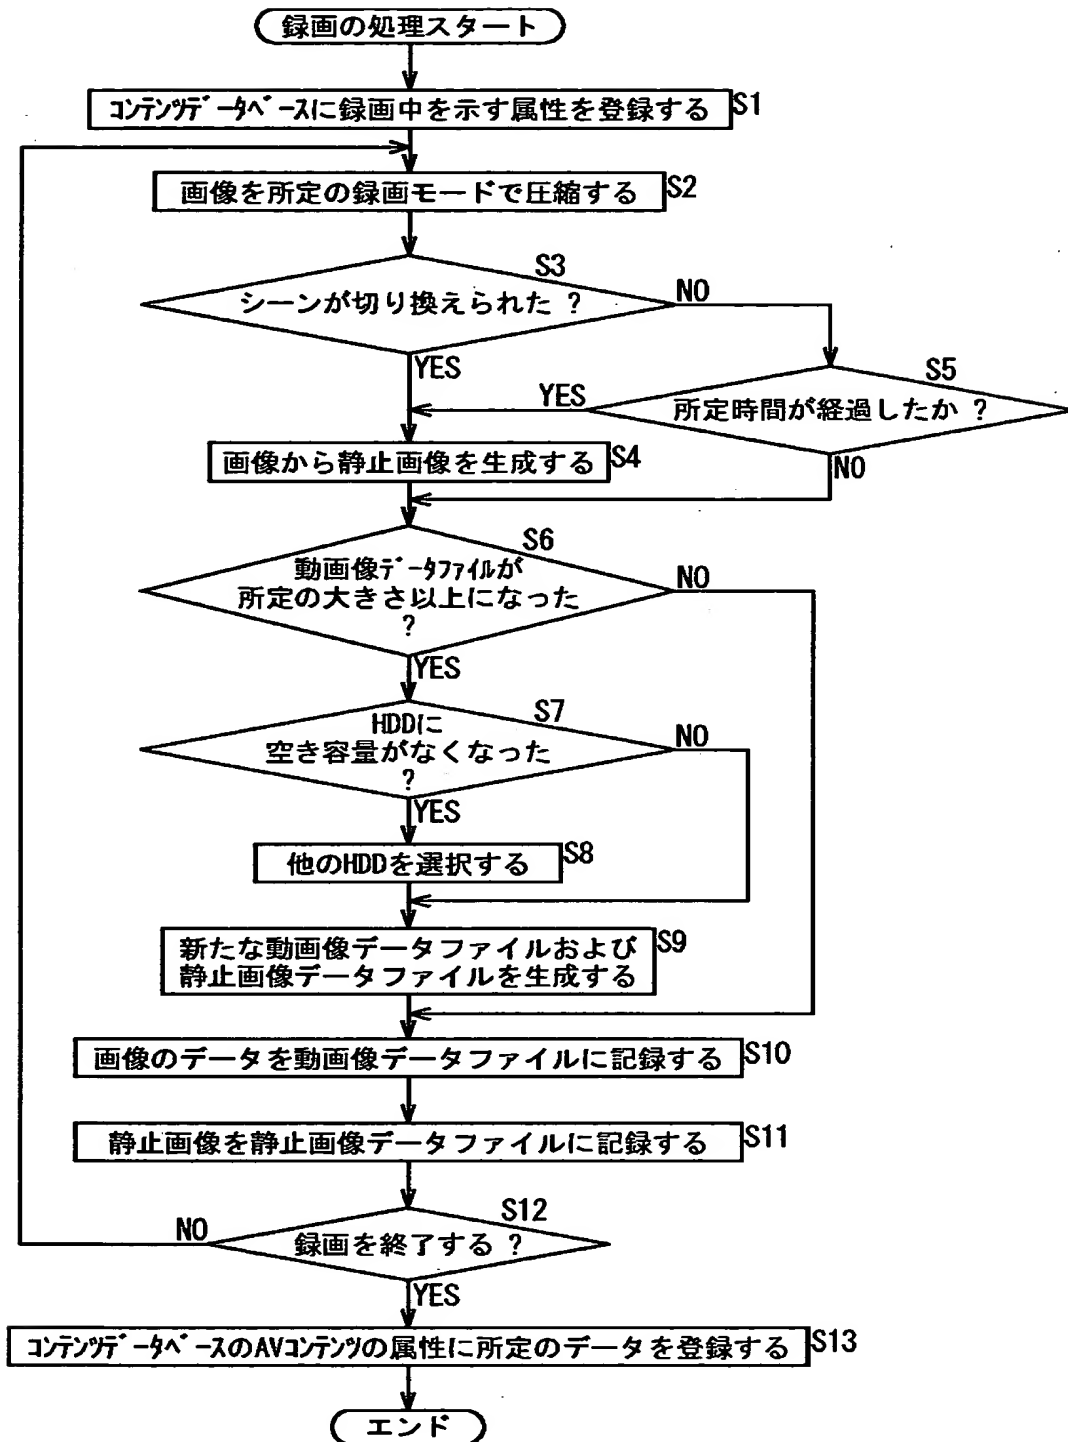 録画の処理スタート
コンテンツデータベースに録画中を示す属性を登録する S1
画像を所定の録画モードで圧縮する S2
S3
シーンが切り換えられた ?
NO
YES
S5
所定時間が経過したか ?
YES
NO
画像から静止画像を生成する S4
S6
動画像データファイルが
所定の大きさ以上になった
?
NO
YES
S7
HDDに
空き容量がなくなった
?
NO
YES
他のHDDを選択する S8
新たな動画像データファイルおよび
静止画像データファイルを生成する
S9
画像のデータを動画像データファイルに記録する S10
静止画像を静止画像データファイルに記録する S11
S12
録画を終了する ?
NO
YES
コンテンツデータベースのAVコンテンツの属性に所定のデータを登録する S13
エンド